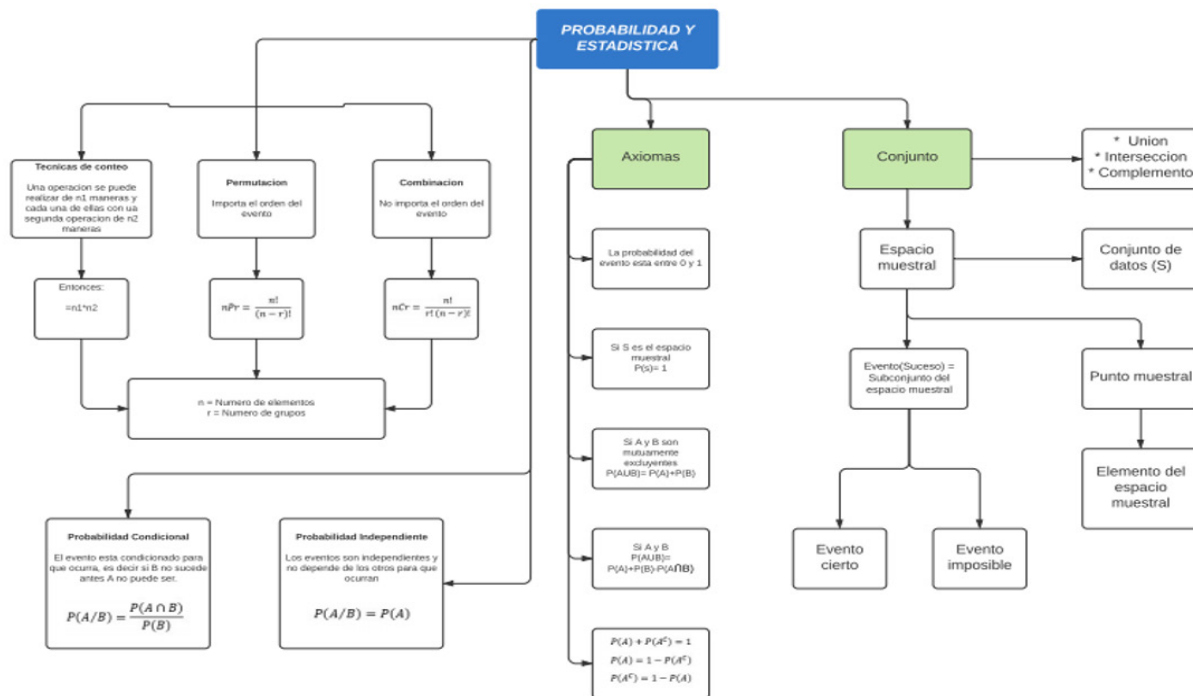 PROBABILIDAD Y
ESTADISTICA
Tecnicas de conteo
Una operacion se puede
realizar de n1 maneras y
cada una de ellas con ua
segunda operacion de n2
maneras
Permutacion
Importa el orden del
evento
Combinacion
No importa el orden del
evento
Entonces:
=n1*n2
nPr = n! / (n − r)!
nCr = n! / r! (n − r)!
n = Numero de elementos
r = Numero de grupos
Probabilidad Condicional
El evento esta condicionado para
que ocurra, es decir si B no sucede
antes A no puede ser.
P(A/B) = P(A ∩ B) / P(B)
Probabilidad Independiente
Los eventos son independientes y
no depende de los otros para que
ocurran
P(A/B) = P(A)
Axiomas
La probabilidad del
evento esta entre 0 y 1
Si S es el espacio
muestral
P(s)= 1
Si A y B son
mutuamente
excluyentes
P(AUB)= P(A)+P(B)
Si A y B
P(AUB)=
P(A)+P(B)-P(A∩B)
P(A) + P(Aᶜ) = 1
P(A) = 1 − P(Aᶜ)
P(Aᶜ) = 1 − P(A)
Conjunto
* Union
* Interseccion
* Complemento
Espacio
muestral
Conjunto de
datos (S)
Evento(Suceso) =
Subconjunto del
espacio muestral
Punto muestral
Elemento del
espacio
muestral
Evento
cierto
Evento
imposible